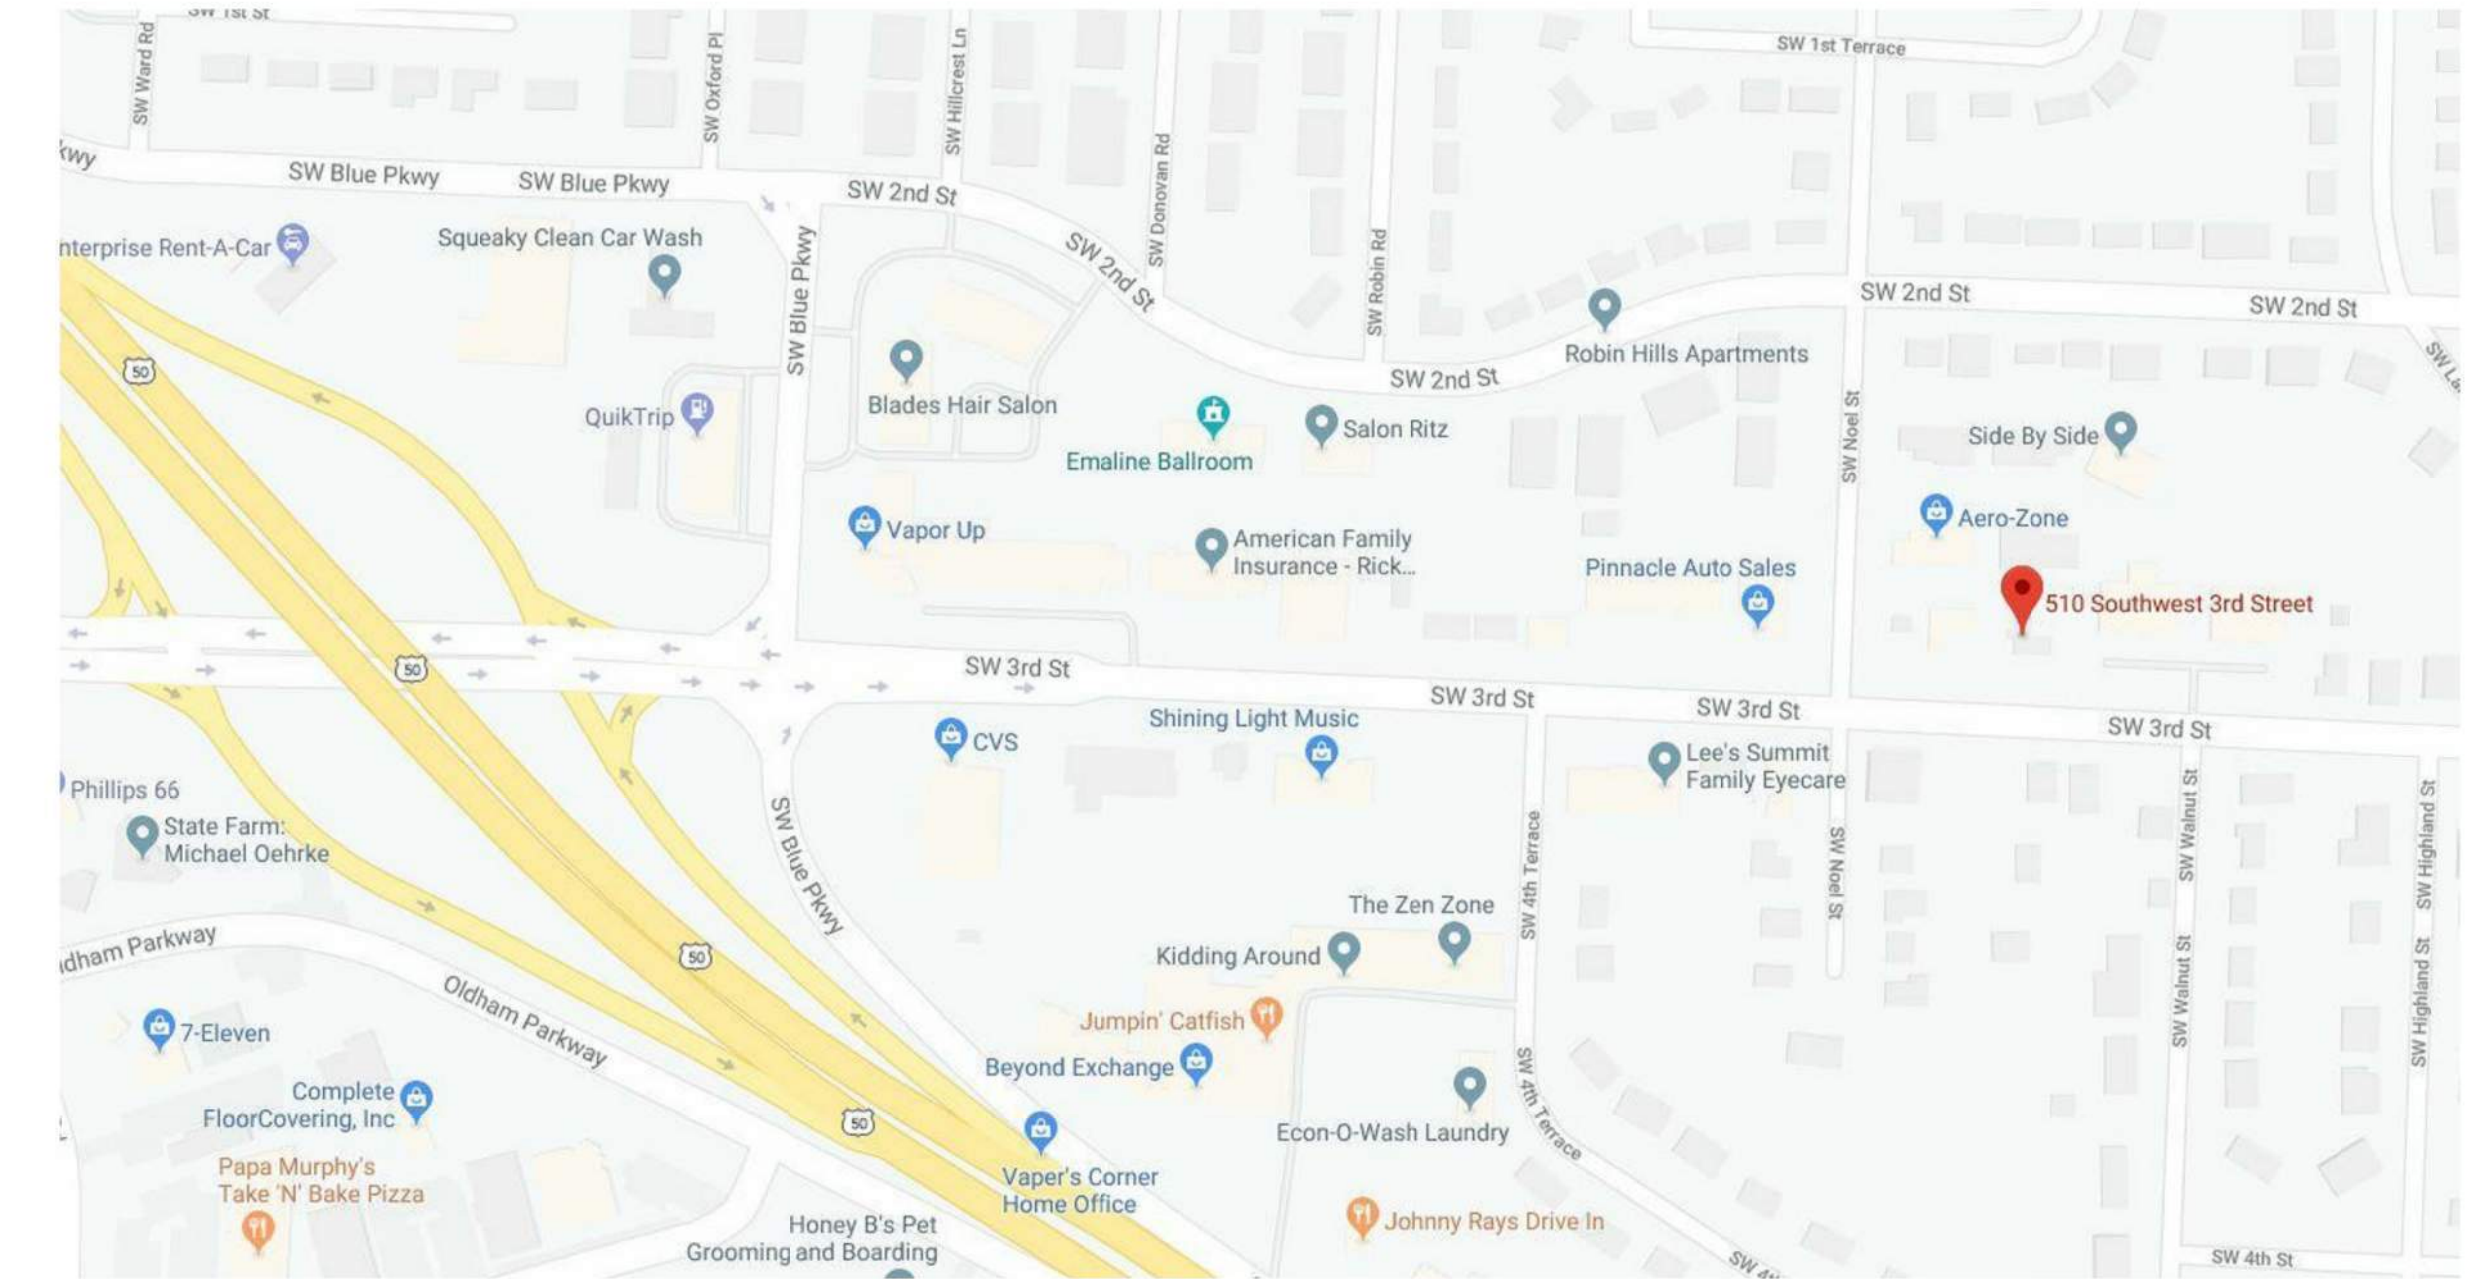 SW 1st St
SW Ward Rd
SW Oxford Pl
SW Hillcrest Ln
SW Donovan Rd
SW Robin Rd
SW 1st Terrace
kwy
SW Blue Pkwy
SW Blue Pkwy
SW 2nd St
SW 2nd St
SW 2nd St
SW 2nd St
SW 2nd St
nterprise Rent-A-Car
Squeaky Clean Car Wash
SW Blue Pkwy
Robin Hills Apartments
50
QuikTrip
Blades Hair Salon
Emaline Ballroom
Salon Ritz
SW Noel St
Side By Side
Vapor Up
American Family
Insurance - Rick...
Pinnacle Auto Sales
Aero-Zone
510 Southwest 3rd Street
50
SW 3rd St
SW 3rd St
SW 3rd St
SW 3rd St
CVS
Shining Light Music
Lee's Summit
Family Eyecare
Phillips 66
State Farm:
Michael Oehrke
SW Blue Pkwy
SW 4th Terrace
SW Noel St
SW Walnut St
SW Highland St
The Zen Zone
Kidding Around
dham Parkway
50
Oldham Parkway
SW Walnut St
SW Highland St
7-Eleven
Jumpin' Catfish
Beyond Exchange
SW 4th Terrace
Complete
FloorCovering, Inc
50
Econ-O-Wash Laundry
Papa Murphy's
Take 'N' Bake Pizza
Vaper's Corner
Home Office
Honey B's Pet
Grooming and Boarding
Johnny Rays Drive In
SW 4th St